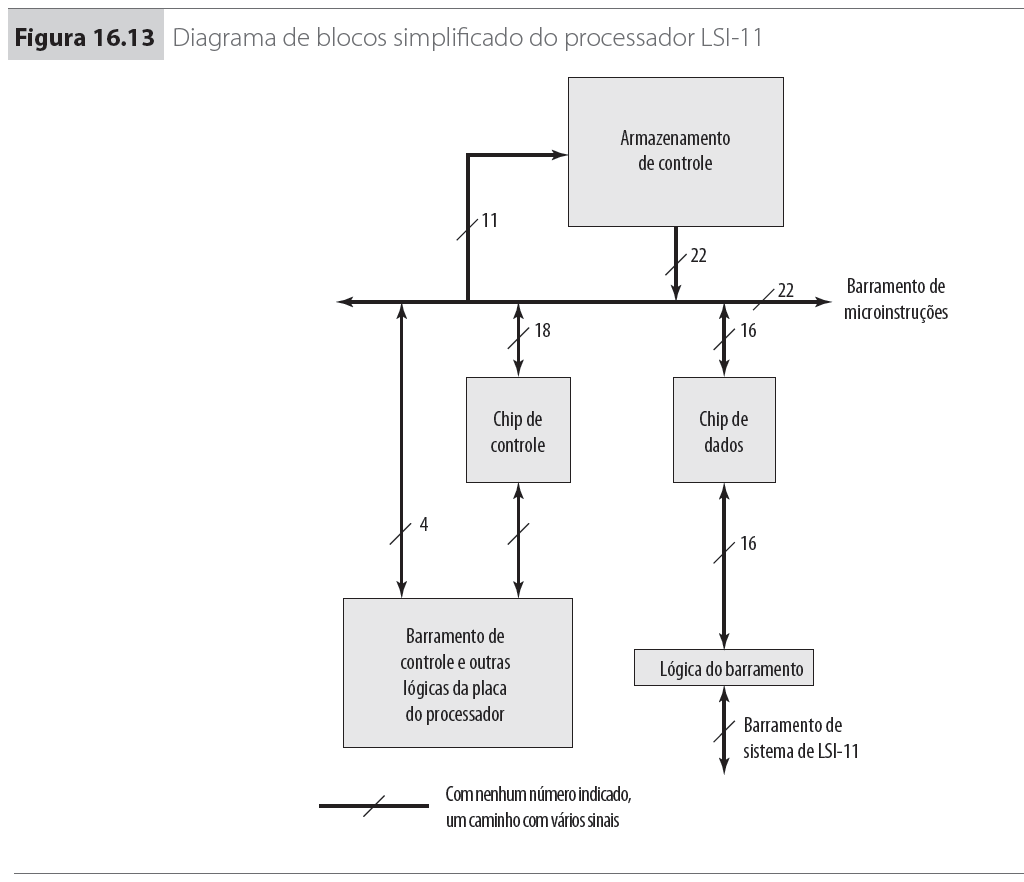 Figura 16.13 Diagrama de blocos simplificado do processador LSI-11
Armazenamento
de controle
11
22
22
Barramento de
microinstruções
18
16
Chip de
controle
Chip de
dados
4
16
Barramento de
controle e outras
lógicas da placa
do processador
Lógica do barramento
Barramento de
sistema de LSI-11
Com nenhum número indicado,
um caminho com vários sinais